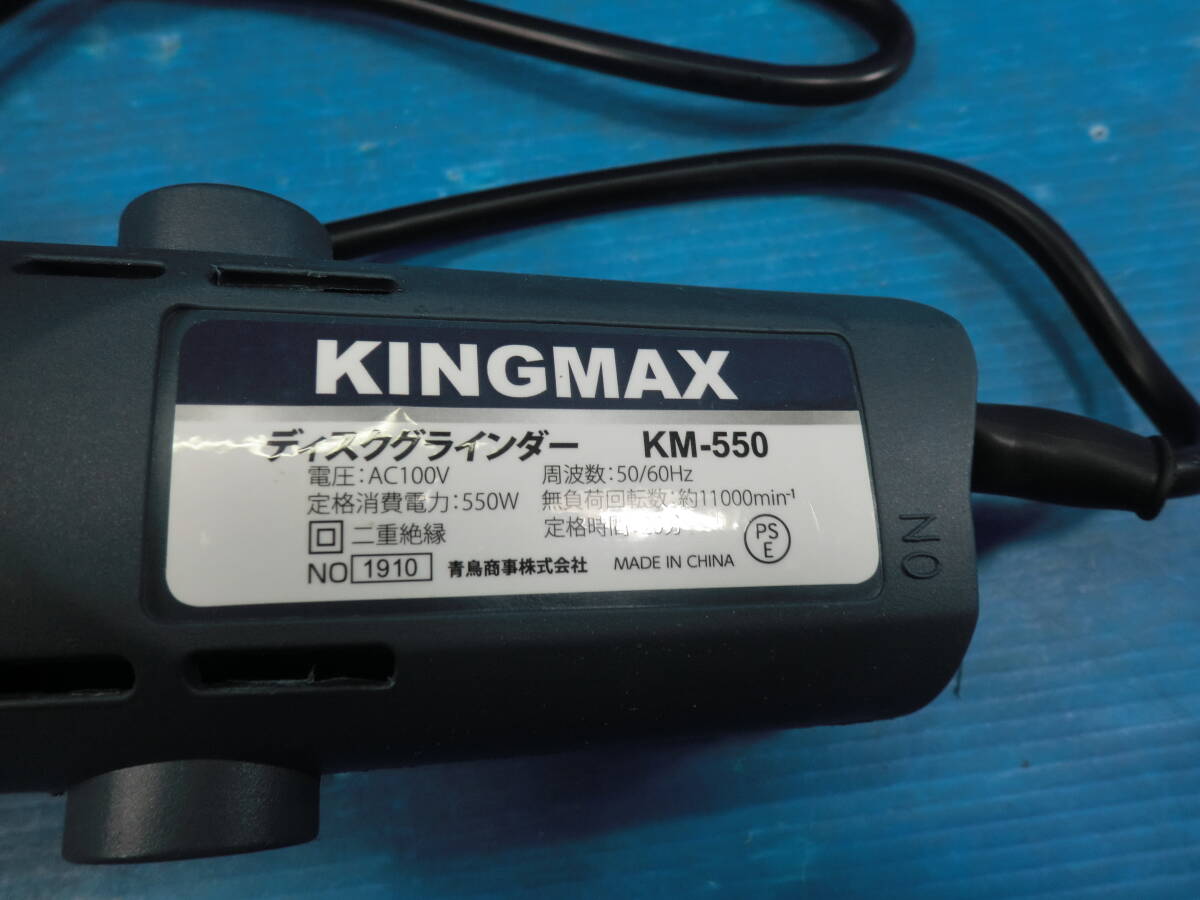 KINGMAX
ディスクグラインダー KM-550
電圧:AC100V 周波数:50/60Hz
定格消費電力:550W 無負荷回転数:約11000min⁻¹
二重絶縁 定格時間
PS
E
NO 1910 青鳥商事株式会社 MADE IN CHINA
NO